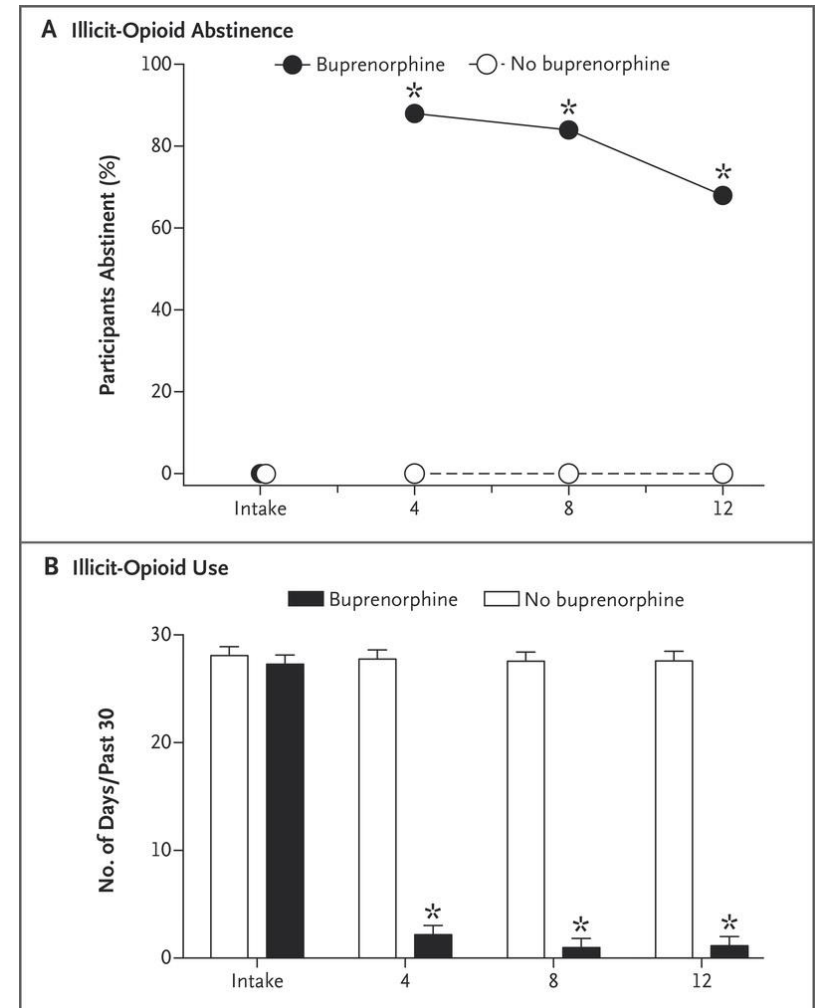 A Illicit-Opioid Abstinence
Buprenorphine No buprenorphine
100
80
60
40
20
0
Participants Abstinent (%)
* * *
Intake 4 8 12
B Illicit-Opioid Use
Buprenorphine No buprenorphine
30
20
10
0
No. of Days/Past 30
* * *
Intake 4 8 12